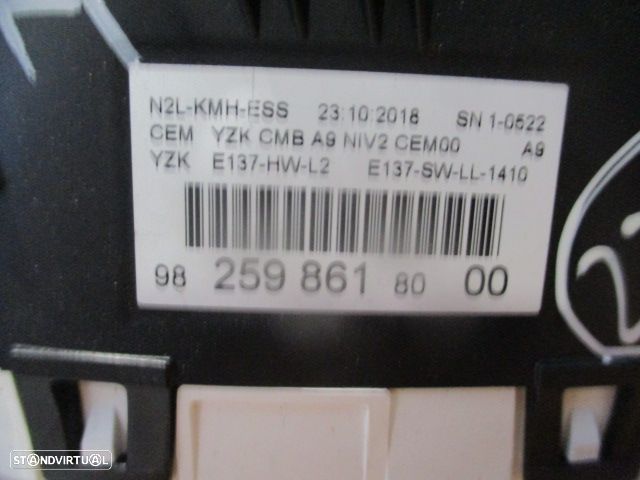 N2L-KMH-ESS 23:10:2018 SN 1-0522
CEM YZK CMB A9 NIV2 CEM00 A9
YZK E137-HW-L2 E137-SW-LL-1410
98 259 861 80 00
STANDVIRTUAL